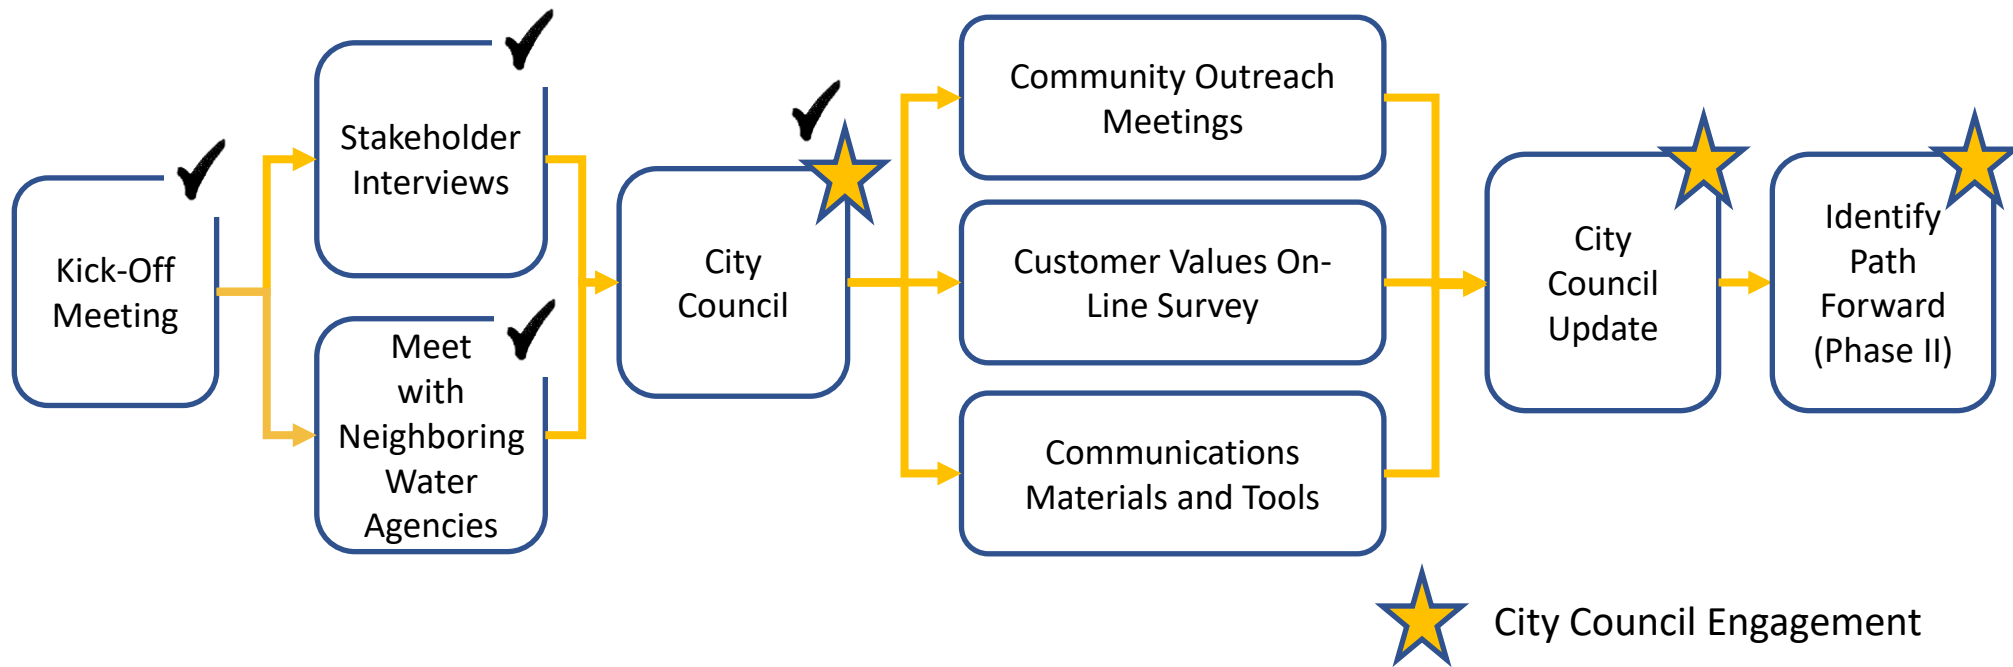 Kick-Off
Meeting
Stakeholder
Interviews
Meet
with
Neighboring
Water
Agencies
City
Council
Community Outreach
Meetings
Customer Values On-
Line Survey
Communications
Materials and Tools
City
Council
Update
Identify
Path
Forward
(Phase II)
City Council Engagement